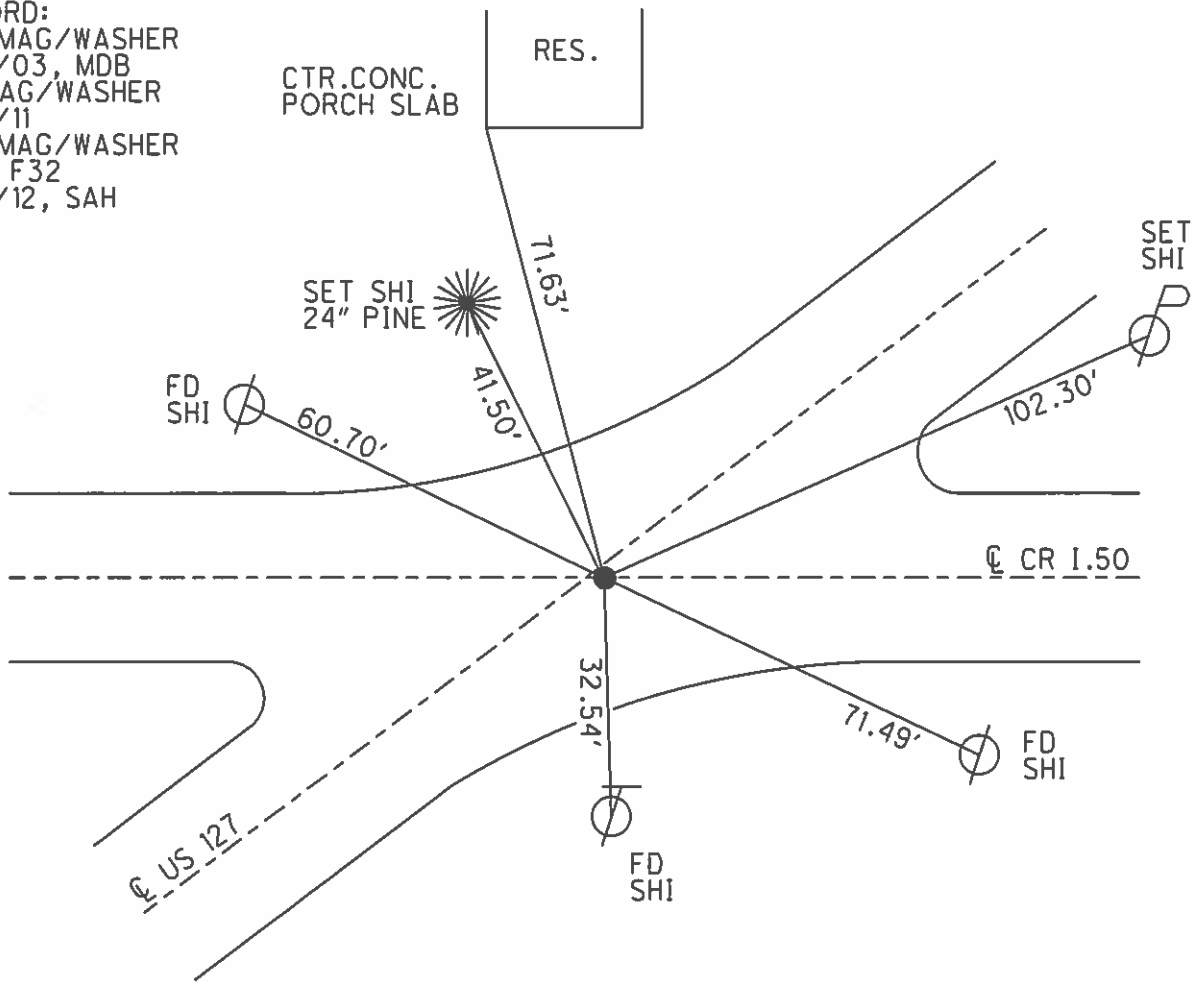 ORD:
MAG/WASHER
/03, MDB
AG/WASHER
/11
MAG/WASHER
F32
/12, SAH
RES.
CTR.CONC.
PORCH SLAB
71.63'
SET
SHI
SET SHI
24" PINE
41.50'
FD
SHI
60.70'
102.30'
℄ CR I.50
32.54'
71.49'
FD
SHI
℄ US 127
FD
SHI